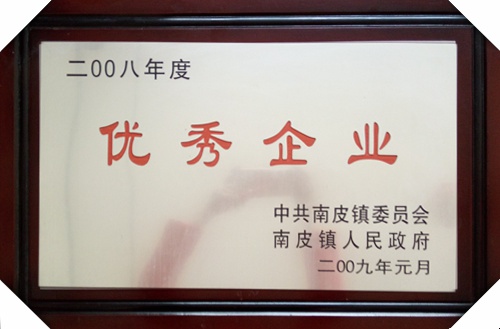 二00八年度
优秀企业
中共南皮镇委员会
南皮镇人民政府
二00九年元月